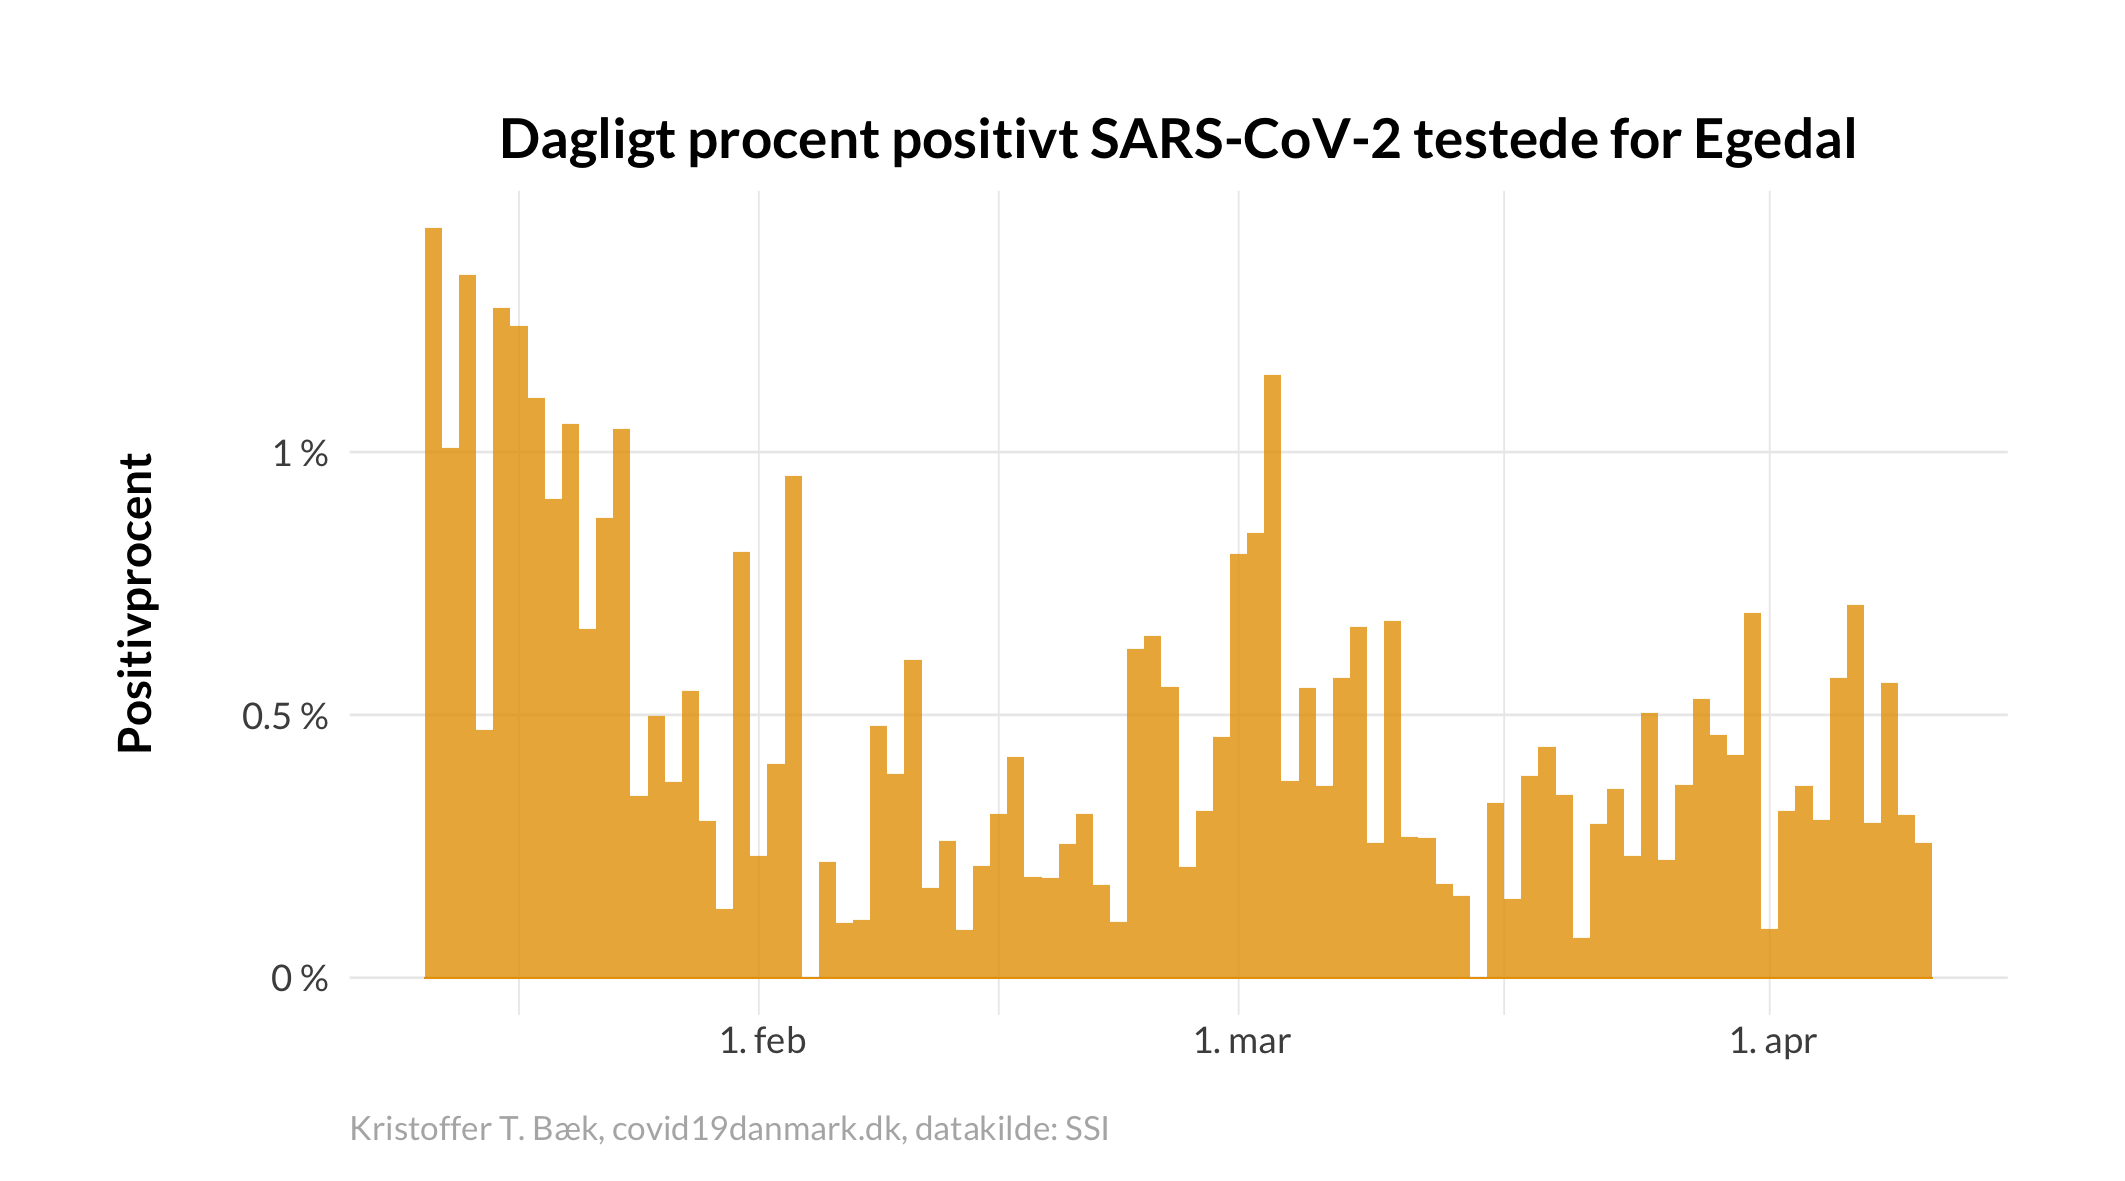 Dagligt procent positivt SARS-CoV-2 testede for Egedal
Positivprocent
1 %
0.5 %
0 %
1. feb
1. mar
1. apr
Kristoffer T. Bæk, covid19danmark.dk, datakilde: SSI